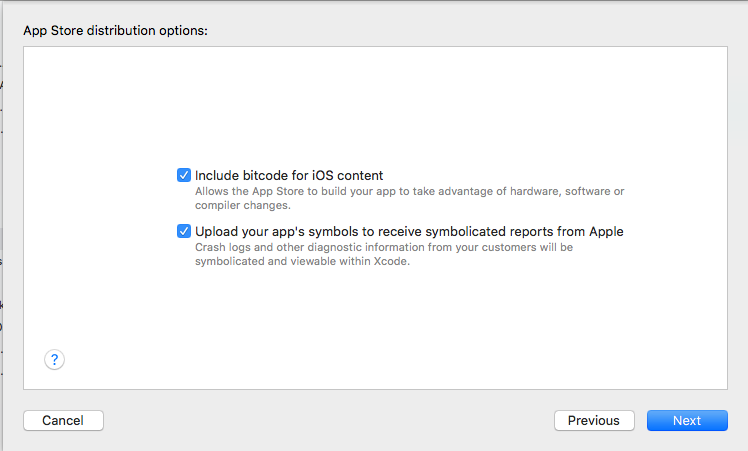 App Store distribution options:
Include bitcode for iOS content
Allows the App Store to build your app to take advantage of hardware, software or
compiler changes.
Upload your app's symbols to receive symbolicated reports from Apple
Crash logs and other diagnostic information from your customers will be
symbolicated and viewable within Xcode.
?
Cancel
Previous
Next